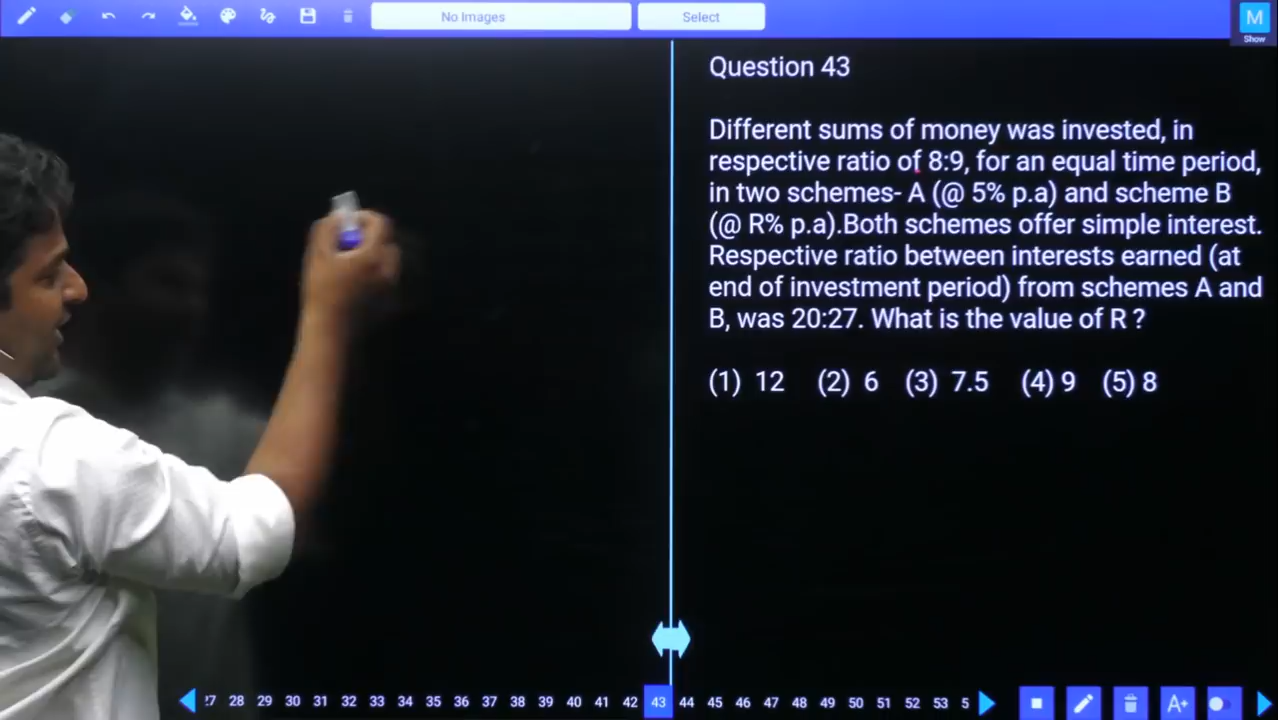 No Images
Select
M
Show
Question 43
Different sums of money was invested, in
respective ratio of 8:9, for an equal time period,
in two schemes- A (@ 5% p.a) and scheme B
(@ R% p.a).Both schemes offer simple interest.
Respective ratio between interests earned (at
end of investment period) from schemes A and
B, was 20:27. What is the value of R ?
(1) 12 (2) 6 (3) 7.5 (4) 9 (5) 8
28 29 30 31 32 33 34 35 36 37 38 39 40 41 42 43 44 45 46 47 48 49 50 51 52 53 5
A+